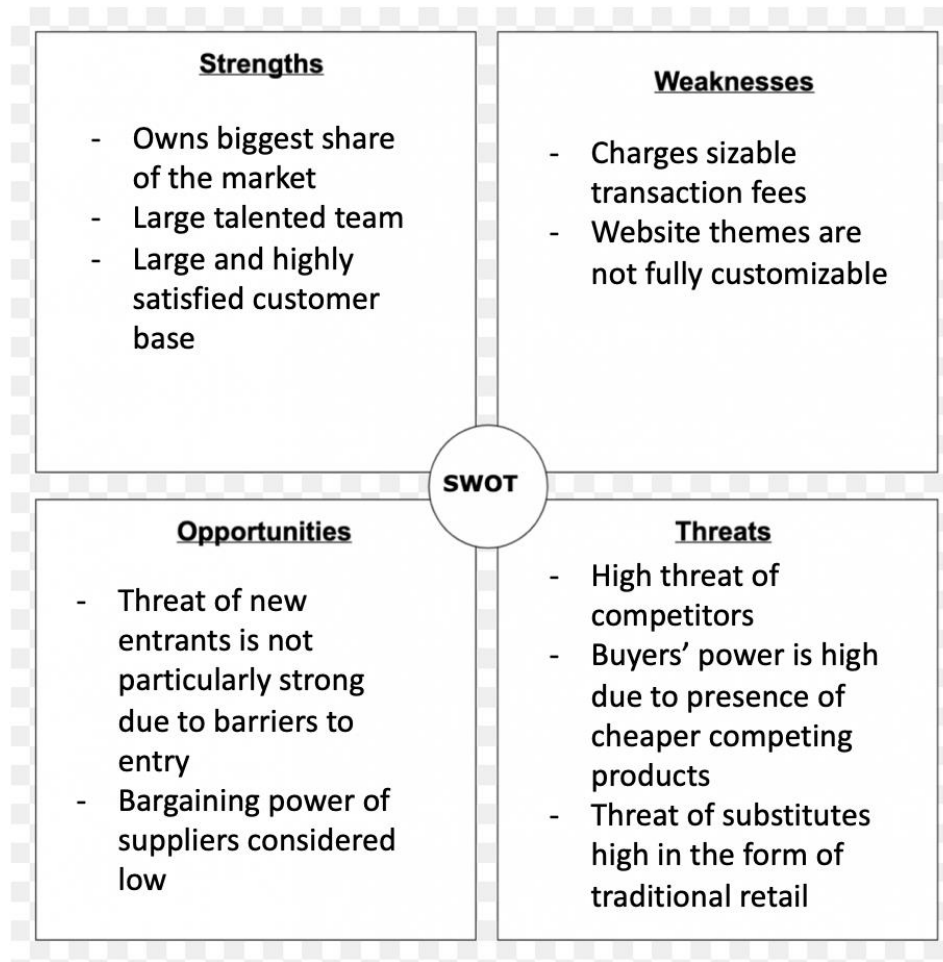 Strengths
- Owns biggest share
of the market
- Large talented team
- Large and highly
satisfied customer
base
Weaknesses
- Charges sizable
transaction fees
- Website themes are
not fully customizable
SWOT
Opportunities
- Threat of new
entrants is not
particularly strong
due to barriers to
entry
- Bargaining power of
suppliers considered
low
Threats
- High threat of
competitors
- Buyers’ power is high
due to presence of
cheaper competing
products
- Threat of substitutes
high in the form of
traditional retail